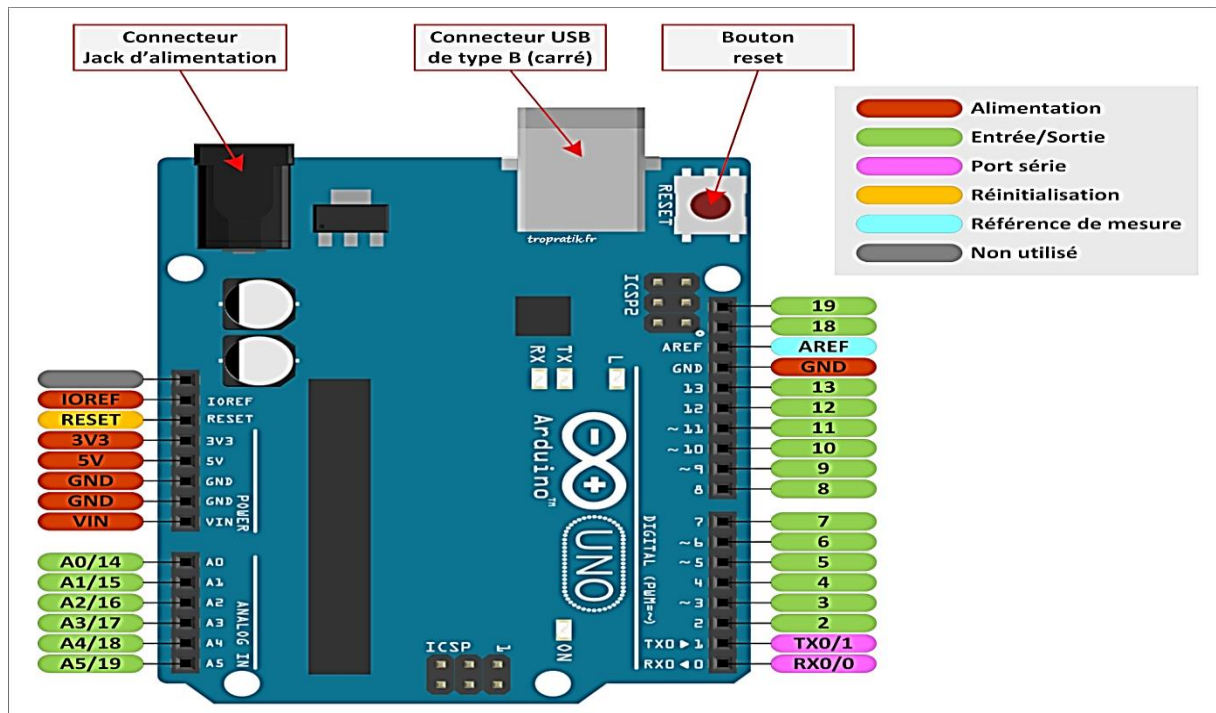 Connecteur
Jack d’alimentation
Connecteur USB
de type B (carré)
Bouton
reset
Alimentation
Entrée/Sortie
Port série
Réinitialisation
Référence de mesure
Non utilisé
RESET
tropratik.fr
ICSP2
19
18
AREF AREF
GND GND
13 13
12 12
~11 11
~10 10
~9 9
8 8
7 7
~6 6
~5 5
4 4
~3 3
2 2
TX0►1 TX0/1
RX0◄0 RX0/0
RX
TX
L
Arduino™
UNO
DIGITAL (PWM=~)
IOREF IOREF
RESET RESET
3V3 3V3
5V 5V
GND GND
GND GND
VIN VIN
POWER
A0/14 A0
A1/15 A1
A2/16 A2
A3/17 A3
A4/18 A4
A5/19 A5
ANALOG IN
ICSP
1
ON